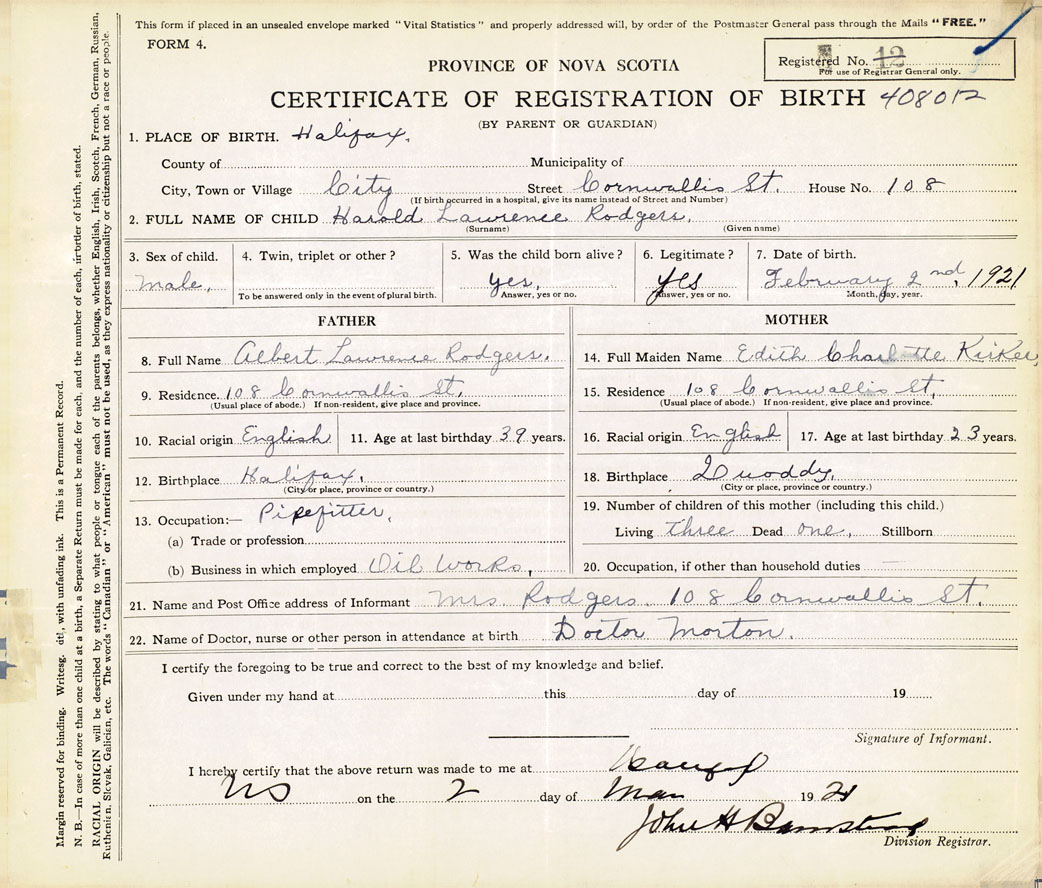 This form if placed in an unsealed envelope marked "Vital Statistics" and properly addressed will, by order of the Postmaster General pass through the Mails "FREE."
FORM 4.
Registered No. 12
For use of Registrar General only.
PROVINCE OF NOVA SCOTIA
CERTIFICATE OF REGISTRATION OF BIRTH 408012
(BY PARENT OR GUARDIAN)
1. PLACE OF BIRTH. Halifax.
County of Municipality of
City, Town or Village City Street Cornwallis St. House No. 108
(If birth occurred in a hospital, give its name instead of Street and Number)
2. FULL NAME OF CHILD Harold Lawrence Rodgers.
(Surname) (Given name)
3. Sex of child. 4. Twin, triplet or other? 5. Was the child born alive? 6. Legitimate? 7. Date of birth.
Male, yes, yes February 2nd, 1921
To be answered only in the event of plural birth. Answer, yes or no. Answer, yes or no. Month, day, year.
FATHER
8. Full Name Albert Lawrence Rodgers.
9. Residence. 108 Cornwallis St,
(Usual place of abode.) If non-resident, give place and province.
10. Racial origin English 11. Age at last birthday 39 years.
12. Birthplace Halifax.
(City or place, province or country.)
13. Occupation:— Pipefitter,
(a) Trade or profession
(b) Business in which employed Oil Works,
MOTHER
14. Full Maiden Name Edith Charlotte
15. Residence 108 Cornwallis St,
(Usual place of abode.) If non-resident, give place and province.
16. Racial origin English 17. Age at last birthday 23 years.
18. Birthplace Quoddy,
(City or place, province or country.)
19. Number of children of this mother (including this child.)
Living three Dead one, Stillborn
20. Occupation, if other than household duties
21. Name and Post Office address of Informant Mrs Rodgers. 108 Cornwallis St.
22. Name of Doctor, nurse or other person in attendance at birth Doctor Morton.
I certify the foregoing to be true and correct to the best of my knowledge and belief.
Given under my hand at this day of 19
Signature of Informant.
I hereby certify that the above return was made to me at
NS on the 2 day of Mar 1921
John H
Division Registrar.
Margin reserved for binding. with unfading ink. This is a Permanent Record.
N. B.—In case of more than one child at a birth, a Separate Return must be made for each, and the number of each, order of birth, stated.
RACIAL ORIGIN will be described by stating to what people or tongue each of the parents belongs, whether English, Irish, Scotch, French, German, Russian,
Ruthenian, Slovak, Galician, etc. The words "Canadian" or "American" must not be used, as they express nationality or citizenship but not a race or people.